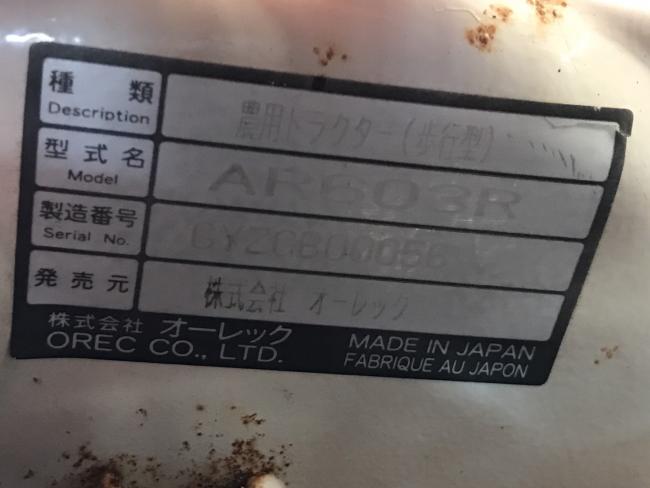 種類 農用トラクター(歩行型)
Description
型式名 AR603R
Model
製造番号
Serial No.
発売元 株式会社 オーレック
株式会社 オーレック
OREC CO., LTD.
MADE IN JAPAN
FABRIQUE AU JAPON